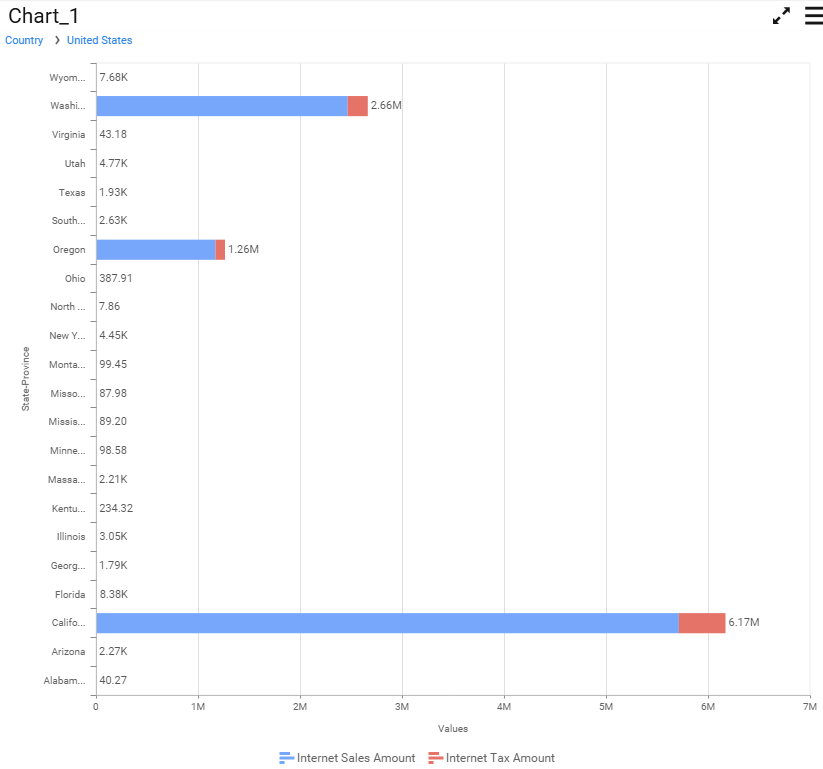 Chart_1
Country > United States
Wyom... 7.68K
Washi... 2.66M
Virginia 43.18
Utah 4.77K
Texas 1.93K
South... 2.63K
Oregon 1.26M
Ohio 387.91
North ... 7.86
New Y... 4.45K
Monta... 99.45
Misso... 87.98
Missis... 89.20
Minne... 98.58
Massa... 2.21K
Kentu... 234.32
Illinois 3.05K
Georg... 1.79K
Florida 8.38K
Califo... 6.17M
Arizona 2.27K
Alabam... 40.27
State-Province
0 1M 2M 3M 4M 5M 6M 7M
Values
Internet Sales Amount Internet Tax Amount